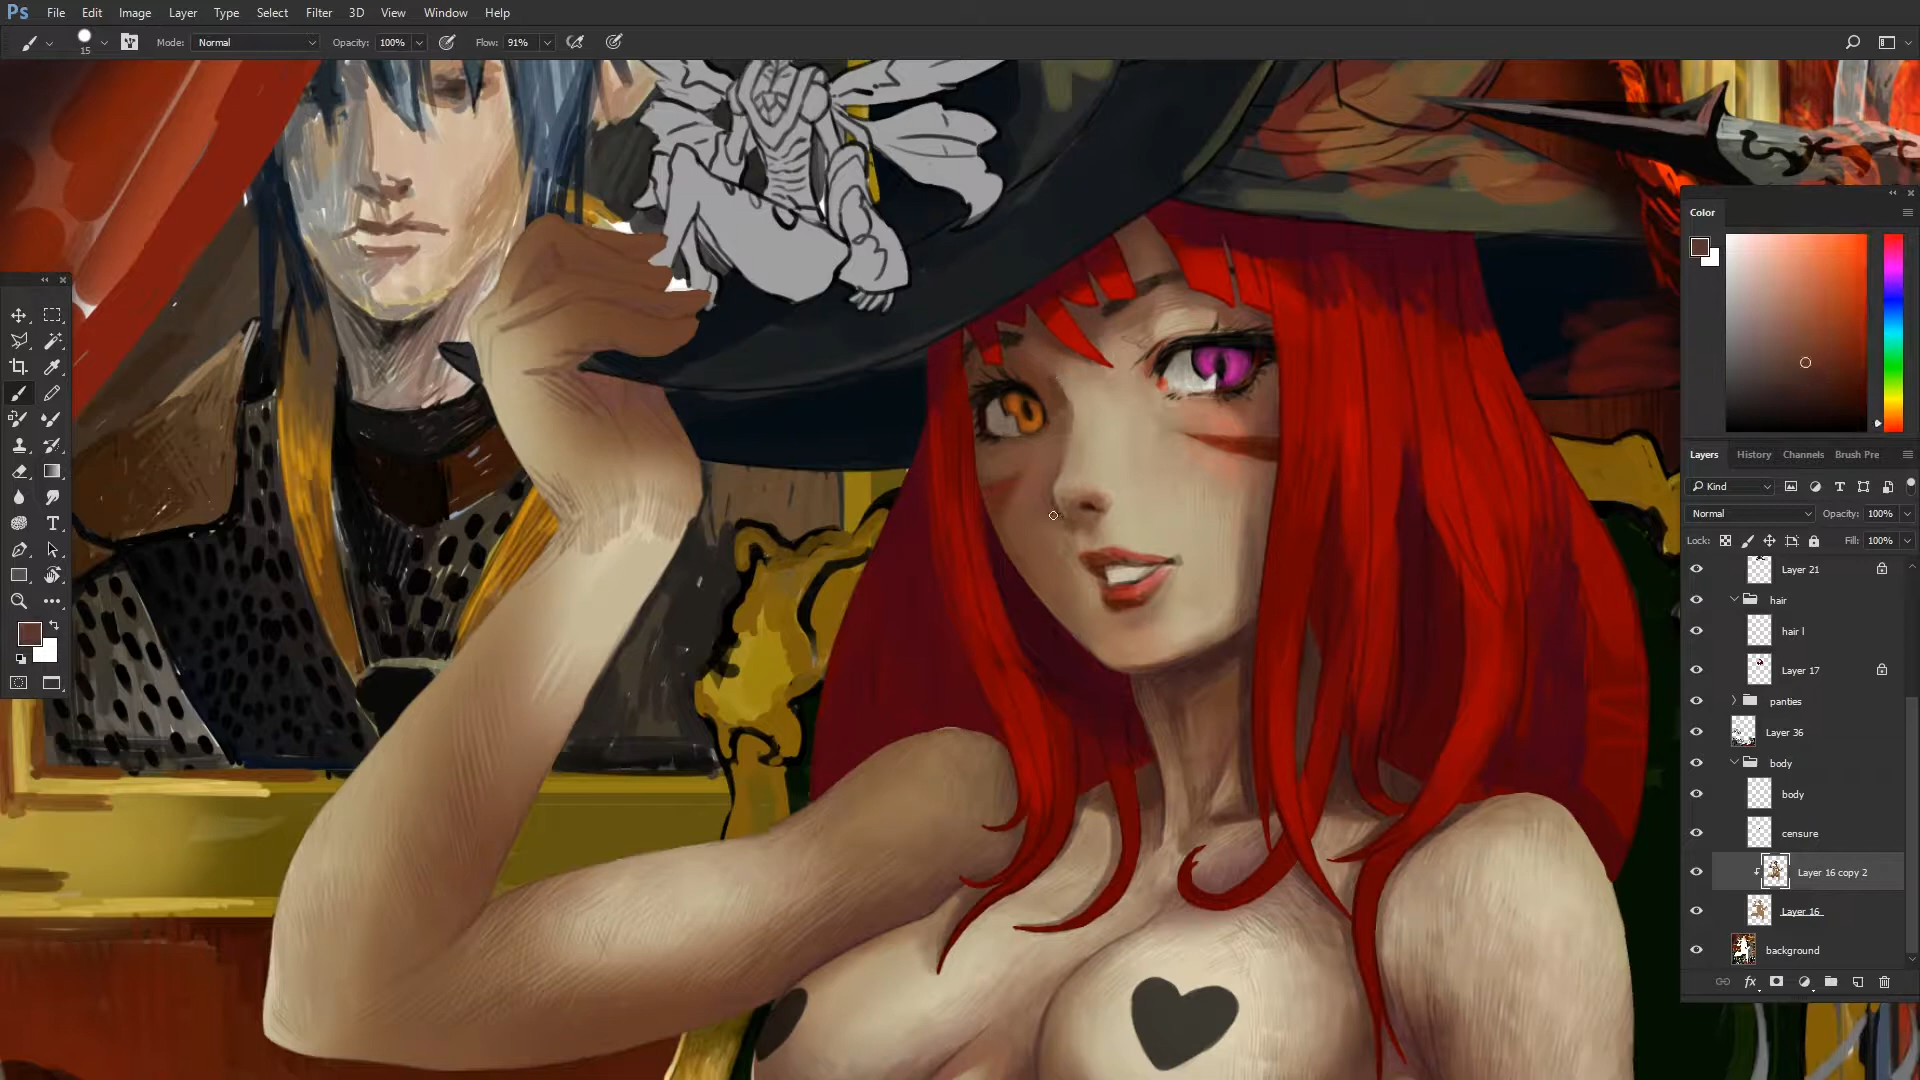 Ps File Edit Image Layer Type Select Filter 3D View Window Help
15 Mode: Normal Opacity: 100% Flow: 91%
Color
Layers History Channels Brush Pre
Kind
Normal Opacity: 100%
Lock: Fill: 100%
Layer 21
hair
hair l
Layer 17
panties
Layer 36
body
body
censure
Layer 16 copy 2
Layer 16
background
fx